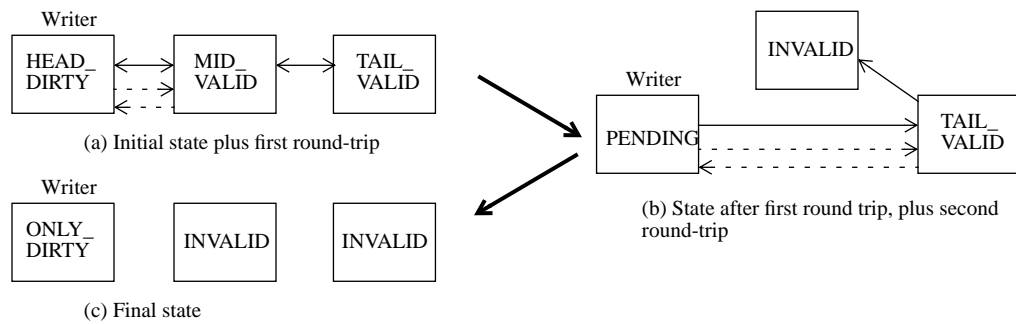 Writer
HEAD_
DIRTY
MID_
VALID
TAIL_
VALID
(a) Initial state plus first round-trip
INVALID
Writer
PENDING
TAIL_
VALID
(b) State after first round trip, plus second
round-trip
Writer
ONLY_
DIRTY
INVALID
INVALID
(c) Final state